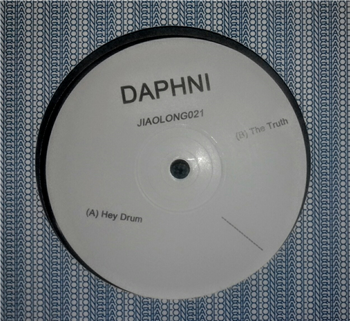 DAPHNI
JIAOLONG021
(B) The Truth
(A) Hey Drum